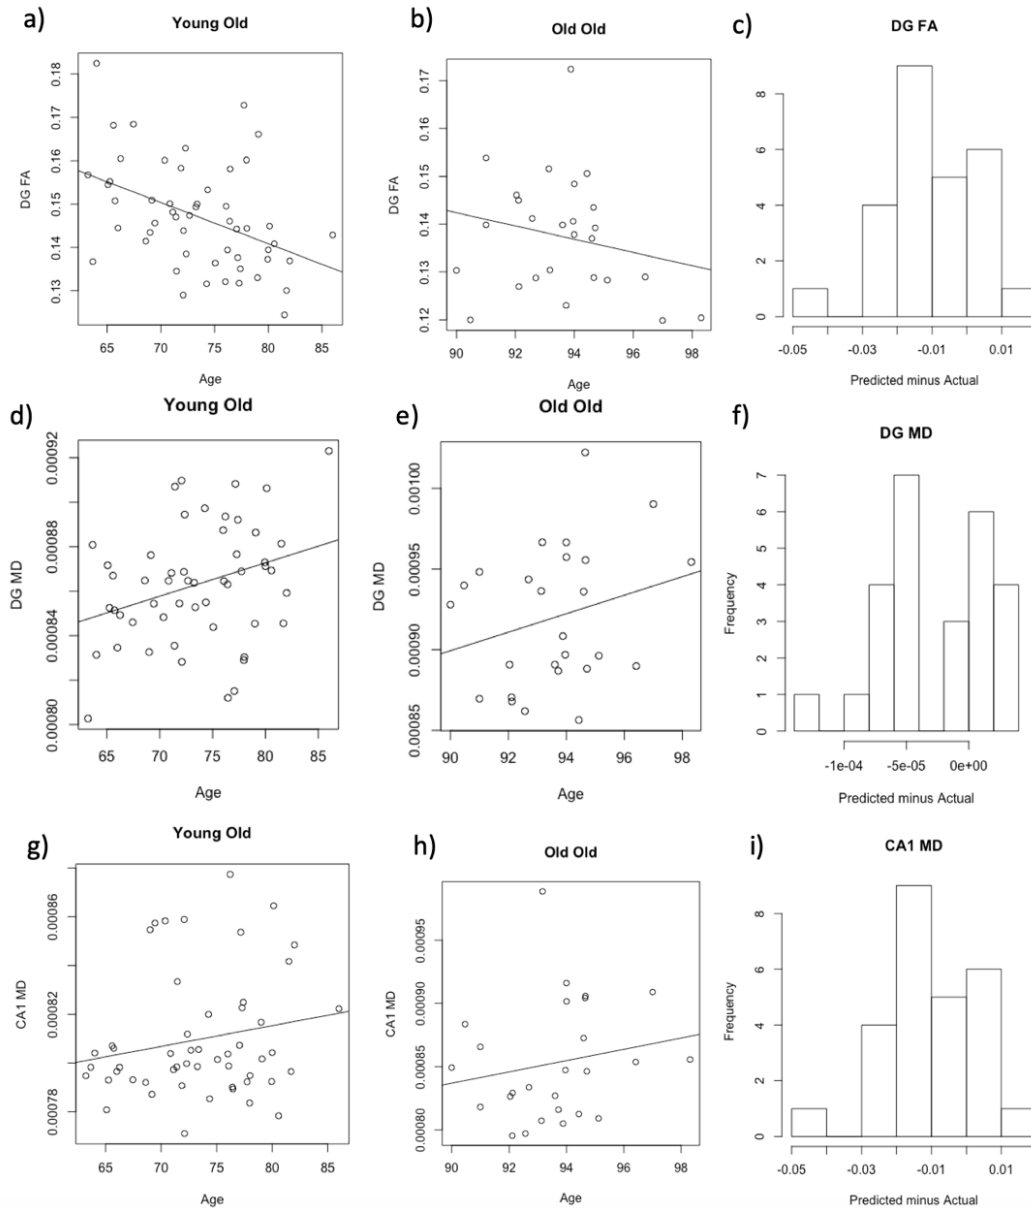 a)
Young Old
DG FA
0.13 0.14 0.15 0.16 0.17 0.18
65 70 75 80 85
Age
b)
Old Old
DG FA
0.12 0.13 0.14 0.15 0.16 0.17
90 92 94 96 98
Age
c)
DG FA
0 2 4 6 8
-0.05 -0.03 -0.01 0.01
Predicted minus Actual
d)
Young Old
DG MD
0.00080 0.00084 0.00088 0.00092
65 70 75 80 85
Age
e)
Old Old
DG MD
0.00085 0.00090 0.00095 0.00100
90 92 94 96 98
Age
f)
DG MD
Frequency
0 1 2 3 4 5 6 7
-1e-04 -5e-05 0e+00
Predicted minus Actual
g)
Young Old
CA1 MD
0.00078 0.00082 0.00086
65 70 75 80 85
Age
h)
Old Old
CA1 MD
0.00080 0.00085 0.00090 0.00095
90 92 94 96 98
Age
i)
CA1 MD
Frequency
0 2 4 6 8
-0.05 -0.03 -0.01 0.01
Predicted minus Actual